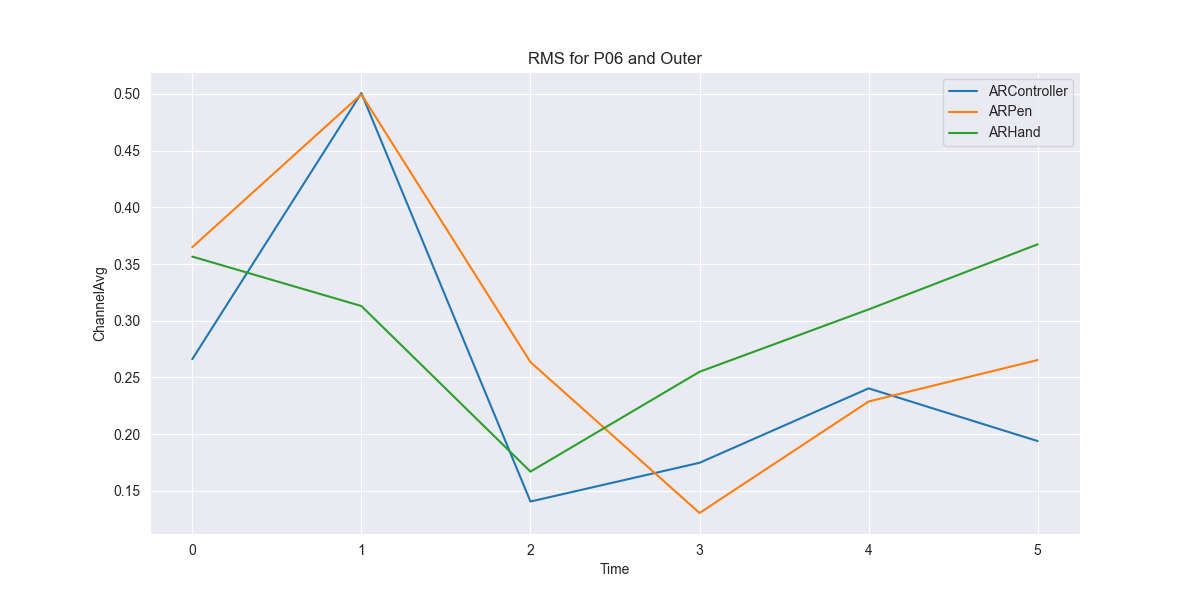 RMS for P06 and Outer
ARController
ARPen
ARHand
ChannelAvg
0.50
0.45
0.40
0.35
0.30
0.25
0.20
0.15
0 1 2 3 4 5
Time